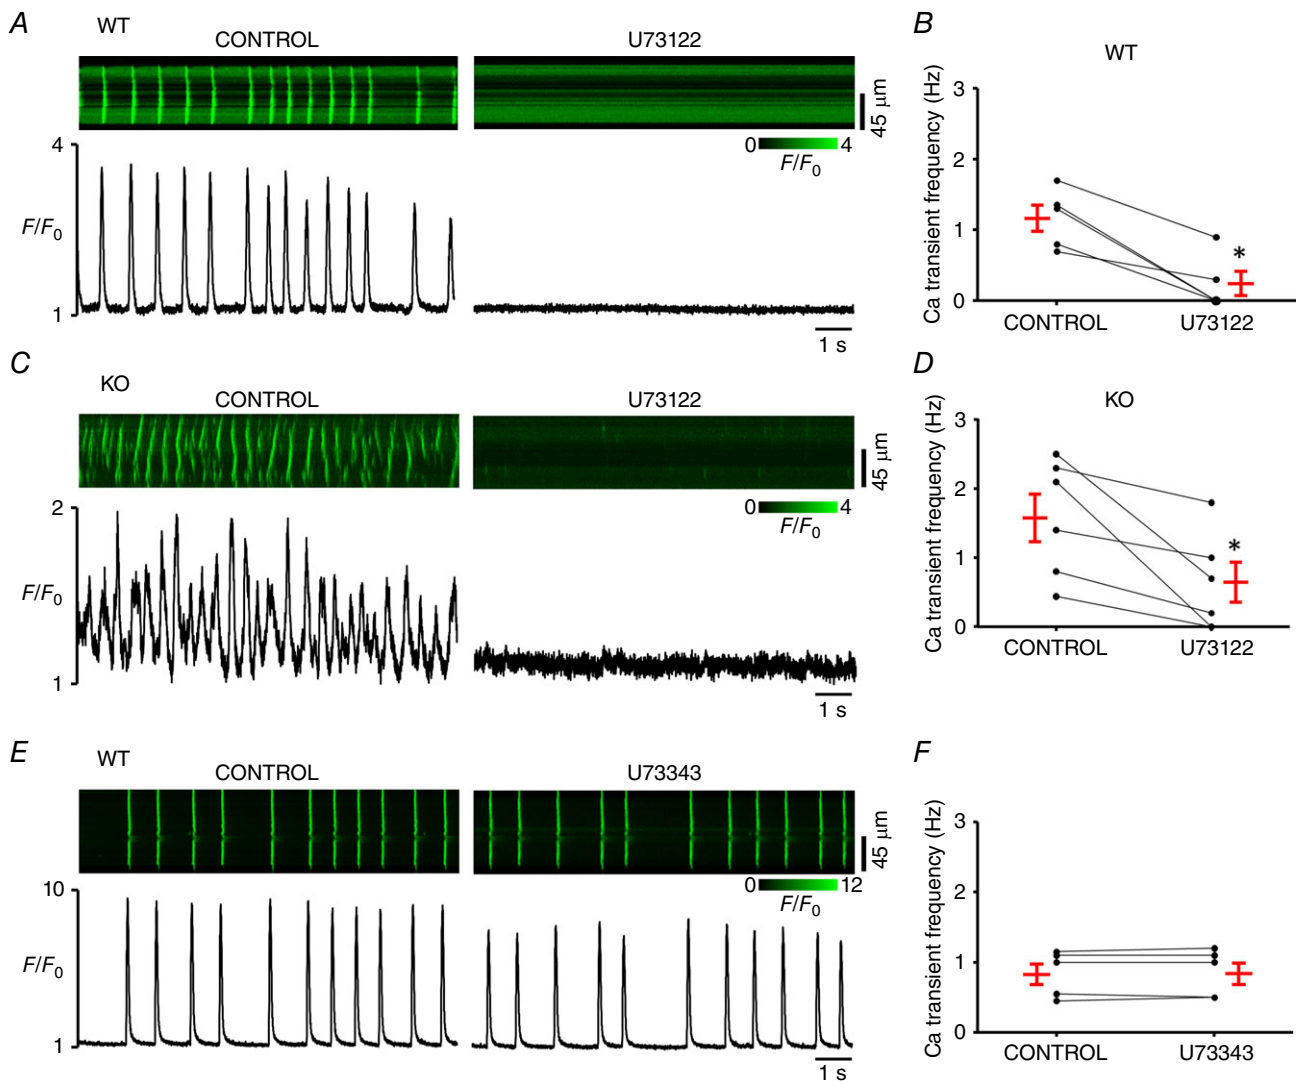 A
WT
CONTROL
U73122
45 µm
0 4
F/F0
4
F/F0
1
1 s
B
WT
Ca transient frequency (Hz)
3
2
1
0
*
CONTROL U73122
C
KO
CONTROL
U73122
45 µm
0 4
F/F0
2
F/F0
1
1 s
D
KO
Ca transient frequency (Hz)
3
2
1
0
*
CONTROL U73122
E
WT
CONTROL
U73343
45 µm
0 12
F/F0
10
F/F0
1
1 s
F
Ca transient frequency (Hz)
3
2
1
0
CONTROL U73343